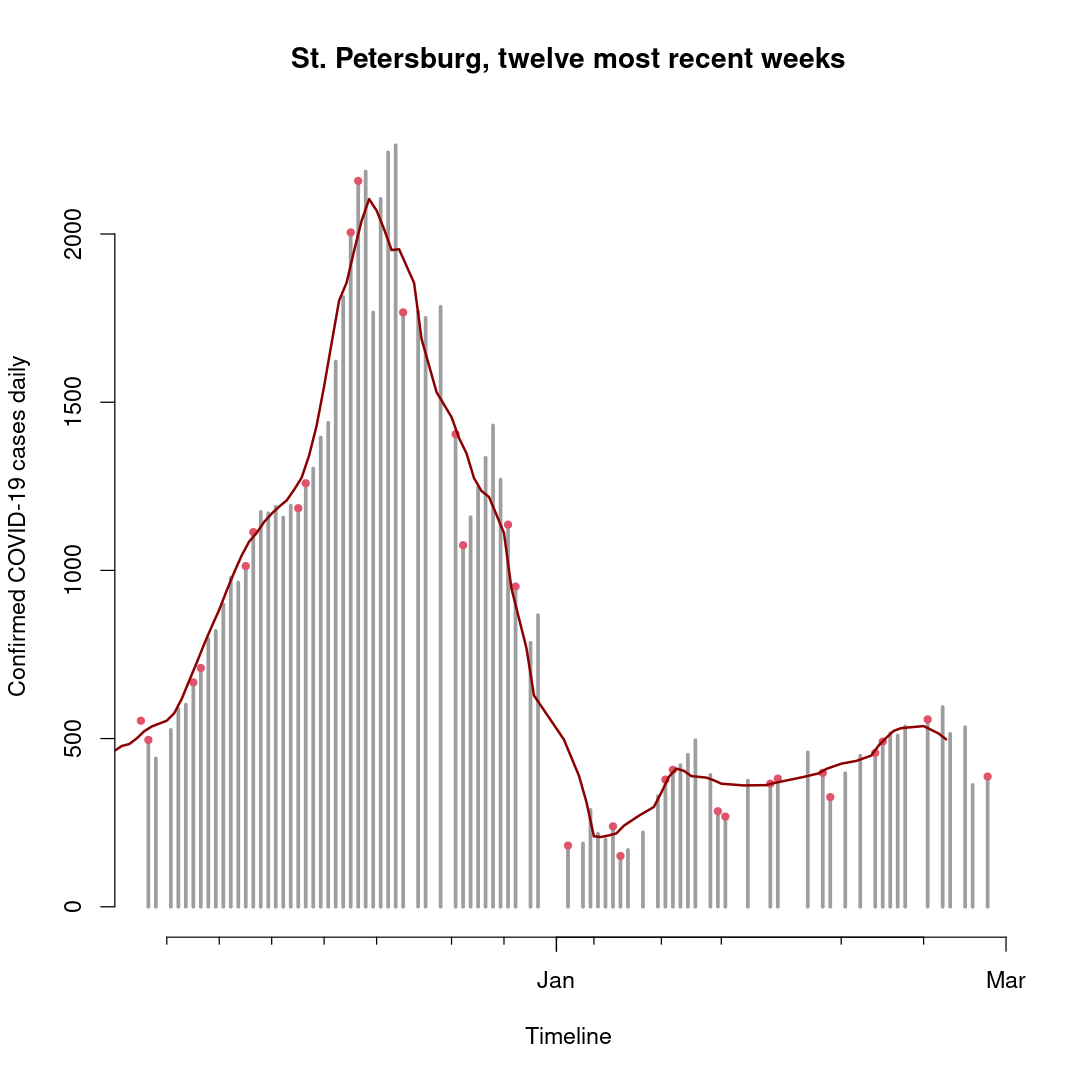 St. Petersburg, twelve most recent weeks
Confirmed COVID-19 cases daily
2000
1500
1000
500
0
Jan
Mar
Timeline